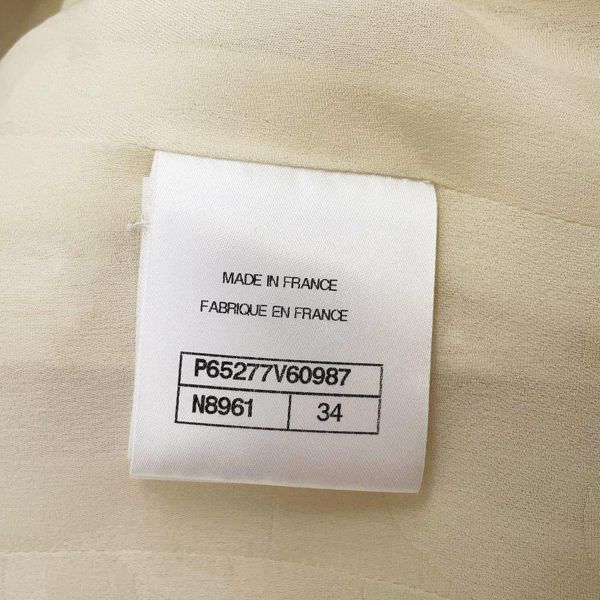 MADE IN FRANCE
FABRIQUE EN FRANCE
P65277V60987
N8961 34